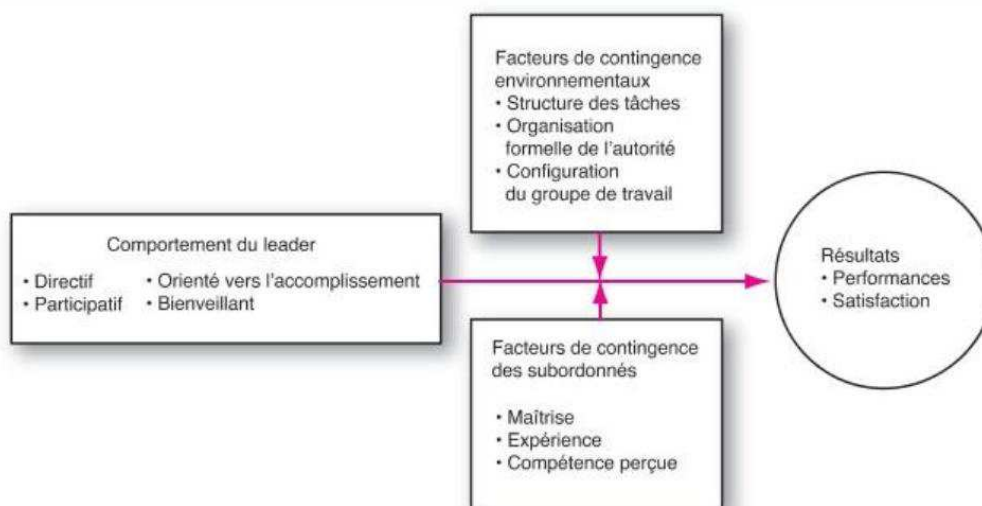 Facteurs de contingence
environnementaux
• Structure des tâches
• Organisation
formelle de l'autorité
• Configuration
du groupe de travail
Comportement du leader
• Directif • Orienté vers l'accomplissement
• Participatif • Bienveillant
Résultats
• Performances
• Satisfaction
Facteurs de contingence
des subordonnés
• Maîtrise
• Expérience
• Compétence perçue